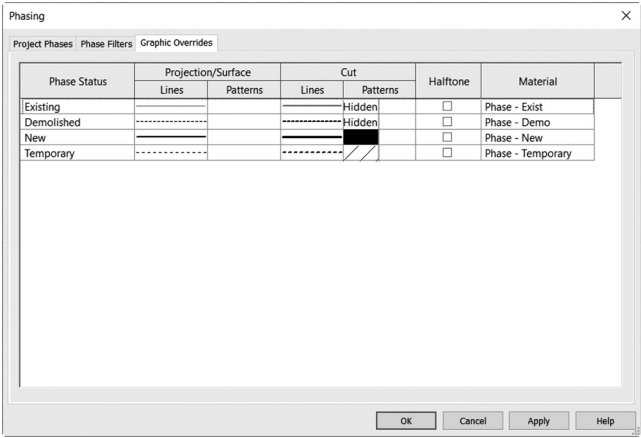 Phasing
Project Phases Phase Filters Graphic Overrides
Phase Status Projection/Surface Cut Halftone Material
Lines Patterns Lines Patterns
Existing Hidden Phase - Exist
Demolished Hidden Phase - Demo
New Phase - New
Temporary Phase - Temporary
OK Cancel Apply Help